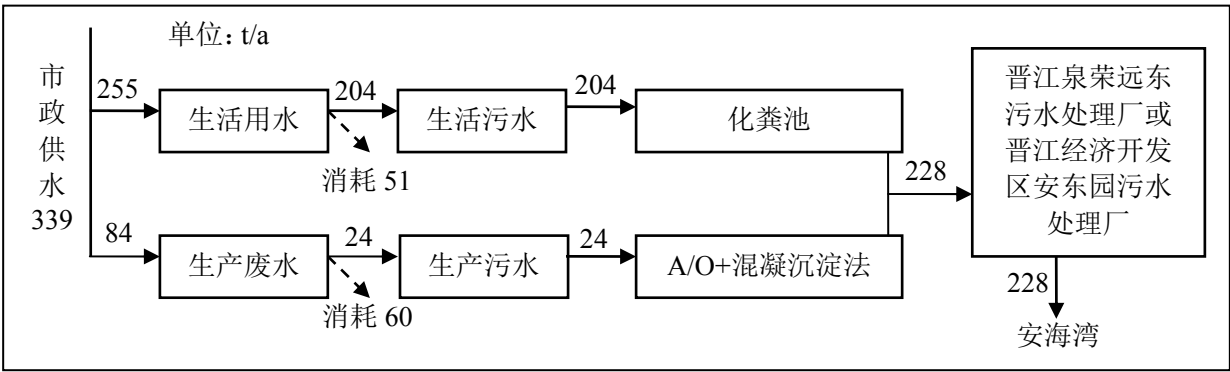 单位：t/a
市
政
供
水
339
255
生活用水
204
消耗 51
生活污水
204
化粪池
84
生产废水
24
消耗 60
生产污水
24
A/O+混凝沉淀法
228
晋江泉荣远东
污水处理厂或
晋江经济开发
区安东园污水
处理厂
228
安海湾